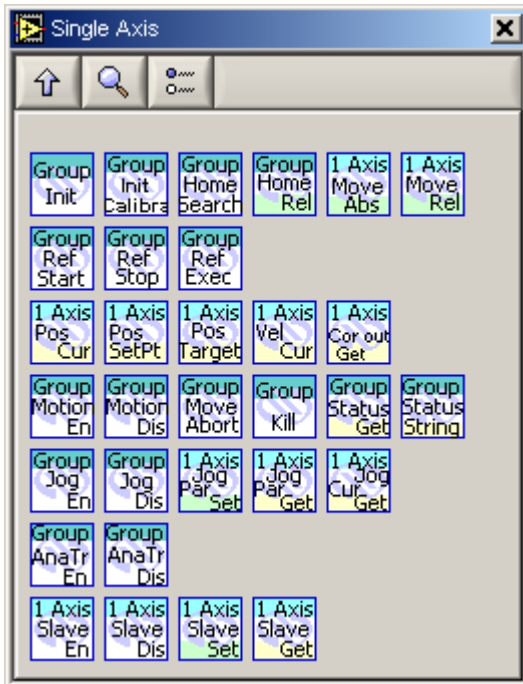 Single Axis
Group
Init
Group
Init
Calibra
Group
Home
Search
Group
Home
Rel
1 Axis
Move
Abs
1 Axis
Move
Rel
Group
Ref
Start
Group
Ref
Stop
Group
Ref
Exec
1 Axis
Pos
Cur
1 Axis
Pos
SetPt
1 Axis
Pos
Target
1 Axis
Vel
Cur
1 Axis
Cor out
Get
Group
Motion
En
Group
Motion
Dis
Group
Move
Abort
Group
Kill
Group
Status
Get
Group
Status
String
Group
Jog
En
Group
Jog
Dis
1 Axis
Jog
Par
Set
1 Axis
Jog
Par
Get
1 Axis
Jog
Cur
Get
Group
AnaTr
En
Group
AnaTr
Dis
1 Axis
Slave
En
1 Axis
Slave
Dis
1 Axis
Slave
Set
1 Axis
Slave
Get